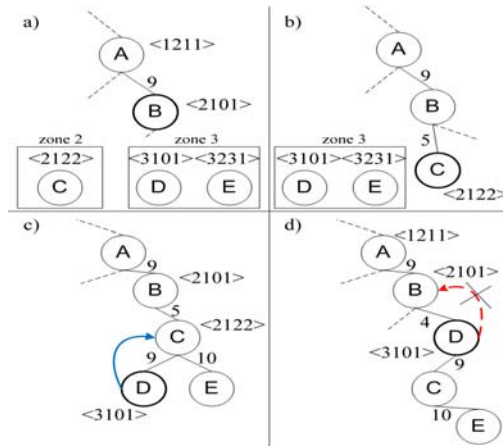 a)
A <1211>
9
B <2101>
zone 2
<2122>
C
zone 3
<3101> <3231>
D E
b)
A
9
B
5
zone 3
<3101> <3231>
D E
C
<2122>
c)
A
9
<2101>
B
5
C <2122>
9 10
D E
<3101>
d)
<1211>
A
9 <2101>
B
4
D
<3101>
9
C
10
E